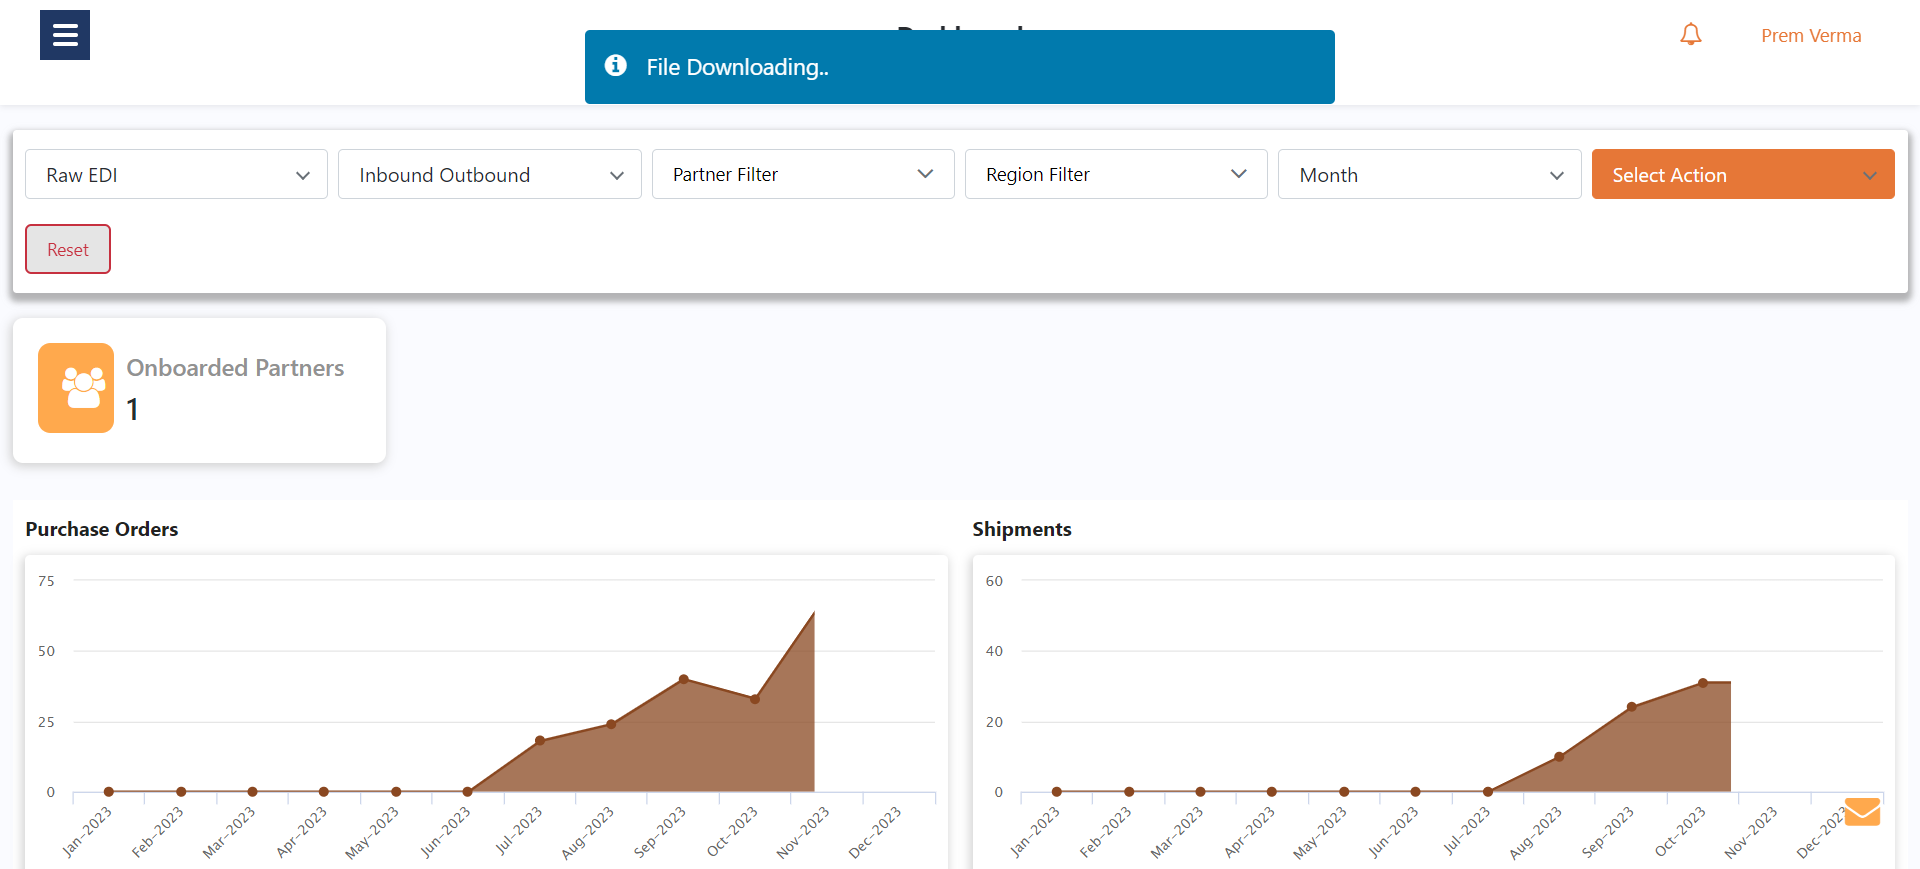 File Downloading..
Prem Verma
Raw EDI
Inbound Outbound
Partner Filter
Region Filter
Month
Select Action
Reset
Onboarded Partners
1
Purchase Orders
75
50
25
0
Jan-2023
Feb-2023
Mar-2023
Apr-2023
May-2023
Jun-2023
Jul-2023
Aug-2023
Sep-2023
Oct-2023
Nov-2023
Dec-2023
Shipments
60
40
20
0
Jan-2023
Feb-2023
Mar-2023
Apr-2023
May-2023
Jun-2023
Jul-2023
Aug-2023
Sep-2023
Oct-2023
Nov-2023
Dec-2023